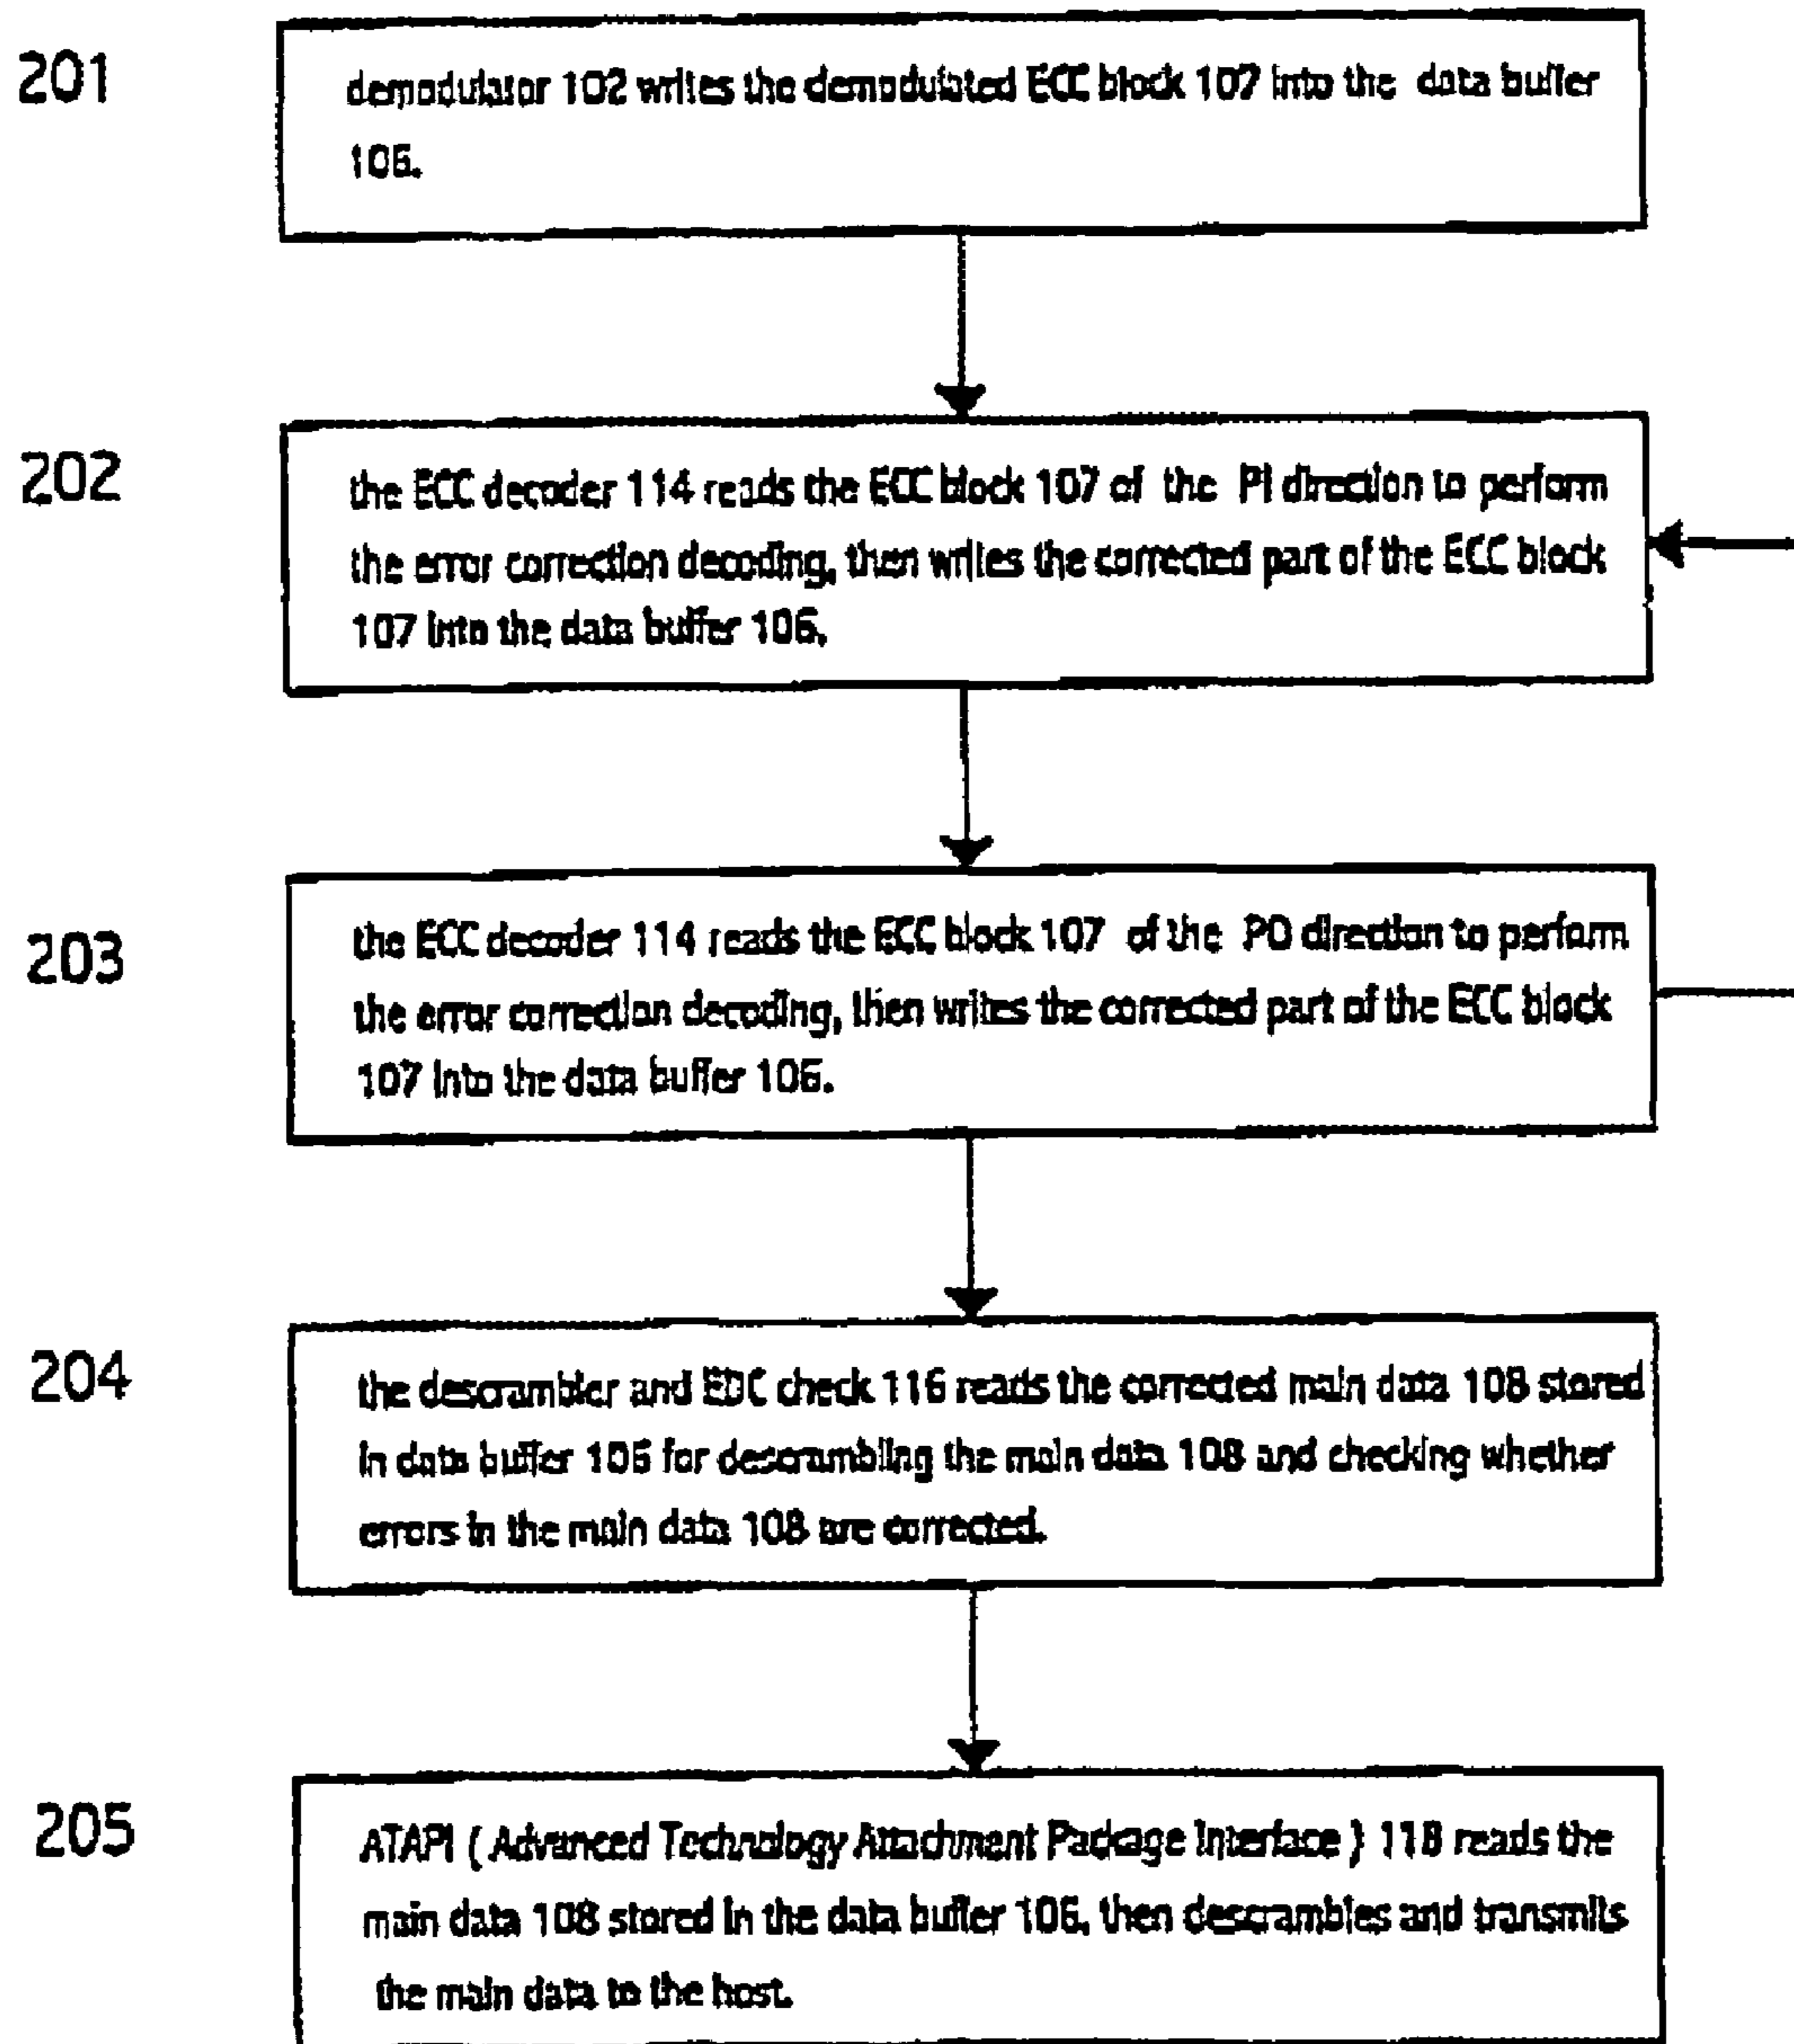 201
demodulator 102 writes the demodulated ECC block 107 into the data buffer
106.
202
the ECC decoder 114 reads the ECC block 107 of the PI direction to perform
the error correction decoding, then writes the corrected part of the ECC block
107 into the data buffer 106.
203
the ECC decoder 114 reads the ECC block 107 of the PO direction to perform
the error correction decoding, then writes the corrected part of the ECC block
107 into the data buffer 106.
204
the descrambler and EDC check 116 reads the corrected main data 108 stored
in data buffer 106 for descrambling the main data 108 and checking whether
errors in the main data 108 are corrected.
205
ATAPI ( Advanced Technology Attachment Package Interface ) 118 reads the
main data 108 stored in the data buffer 106, then descrambles and transmits
the main data to the host.